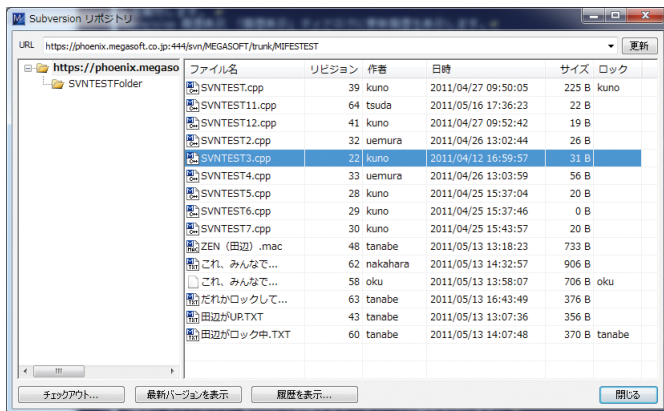 Subversion リポジトリ
URL https://phoenix.megasoft.co.jp:444/svn/MEGASOFT/trunk/MIFESTEST 更新
https://phoenix.megaso
SVNTESTFolder
ファイル名 リビジョン 作者 日時 サイズ ロック
SVNTEST.cpp 39 kuno 2011/04/27 09:50:05 225 B kuno
SVNTEST11.cpp 64 tsuda 2011/05/16 17:36:23 22 B
SVNTEST12.cpp 41 kuno 2011/04/27 09:52:42 19 B
SVNTEST2.cpp 32 uemura 2011/04/26 13:02:44 26 B
SVNTEST3.cpp 22 kuno 2011/04/12 16:59:57 31 B
SVNTEST4.cpp 33 uemura 2011/04/26 13:03:59 56 B
SVNTEST5.cpp 28 kuno 2011/04/25 15:37:04 20 B
SVNTEST6.cpp 29 kuno 2011/04/25 15:37:46 0 B
SVNTEST7.cpp 30 kuno 2011/04/25 15:43:57 20 B
ZEN（田辺）.mac 48 tanabe 2011/05/13 13:18:23 733 B
これ、みんなで... 62 nakahara 2011/05/13 14:32:57 906 B
これ、みんなで... 58 oku 2011/05/13 13:58:07 706 B oku
だれかロックして... 63 tanabe 2011/05/13 16:43:49 376 B
田辺がUP.TXT 43 tanabe 2011/05/13 13:07:36 356 B
田辺がロック中.TXT 60 tanabe 2011/05/13 14:07:48 370 B tanabe
チェックアウト... 最新バージョンを表示 履歴を表示... 閉じる